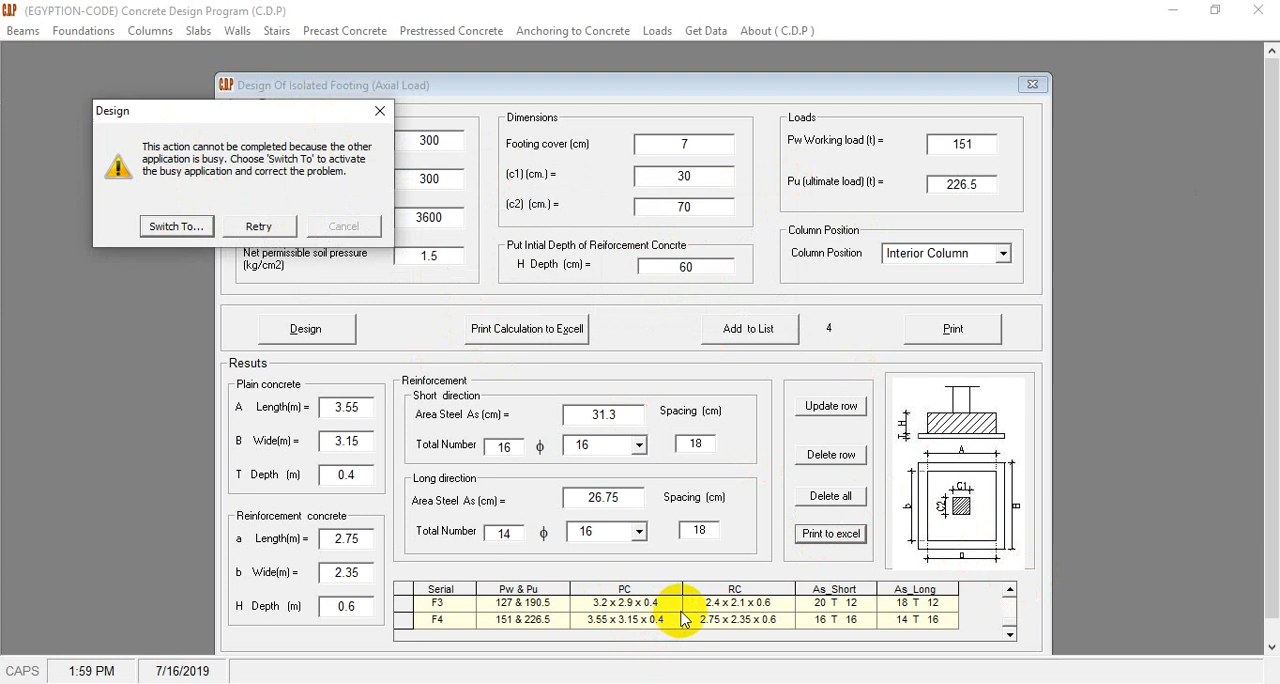 C.D.P (EGYPTION-CODE) Concrete Design Program (C.D.P)
Beams Foundations Columns Slabs Walls Stairs Precast Concrete Prestressed Concrete Anchoring to Concrete Loads Get Data About ( C.D.P )
C.D.P Design Of Isolated Footing (Axial Load)
Design
This action cannot be completed because the other
application is busy. Choose 'Switch To' to activate
the busy application and correct the problem.
Switch To... Retry Cancel
300
300
3600
Net permissible soil pressure
(kg/cm2)
1.5
Dimensions
Footing cover (cm) 7
(c1) (cm.) = 30
(c2) (cm.) = 70
Put Intial Depth of Reiforcement Concrte
H Depth (cm) = 60
Loads
Pw Working load (t) = 151
Pu (ultimate load) (t) = 226.5
Column Position
Column Position Interior Column
Design Print Calculation to Excell Add to List 4 Print
Resuts
Plain concrete
A Length(m) = 3.55
B Wide(m) = 3.15
T Depth (m) 0.4
Reinforcement concrete
a Length(m) = 2.75
b Wide(m) = 2.35
H Depth (m) 0.6
Reinforcement
Short direction
Area Steel As (cm) = 31.3 Spacing (cm)
Total Number 16 ϕ 16 18
Long direction
Area Steel As (cm) = 26.75 Spacing (cm)
Total Number 14 ϕ 16 18
Update row
Delete row
Delete all
Print to excel
H
T
A
C1
C2
b
B
a
Serial Pw & Pu PC RC As_Short As_Long
F3 127 & 190.5 3.2 x 2.9 x 0.4 2.4 x 2.1 x 0.6 20 T 12 18 T 12
F4 151 & 226.5 3.55 x 3.15 x 0.4 2.75 x 2.35 x 0.6 16 T 16 14 T 16
CAPS 1:59 PM 7/16/2019